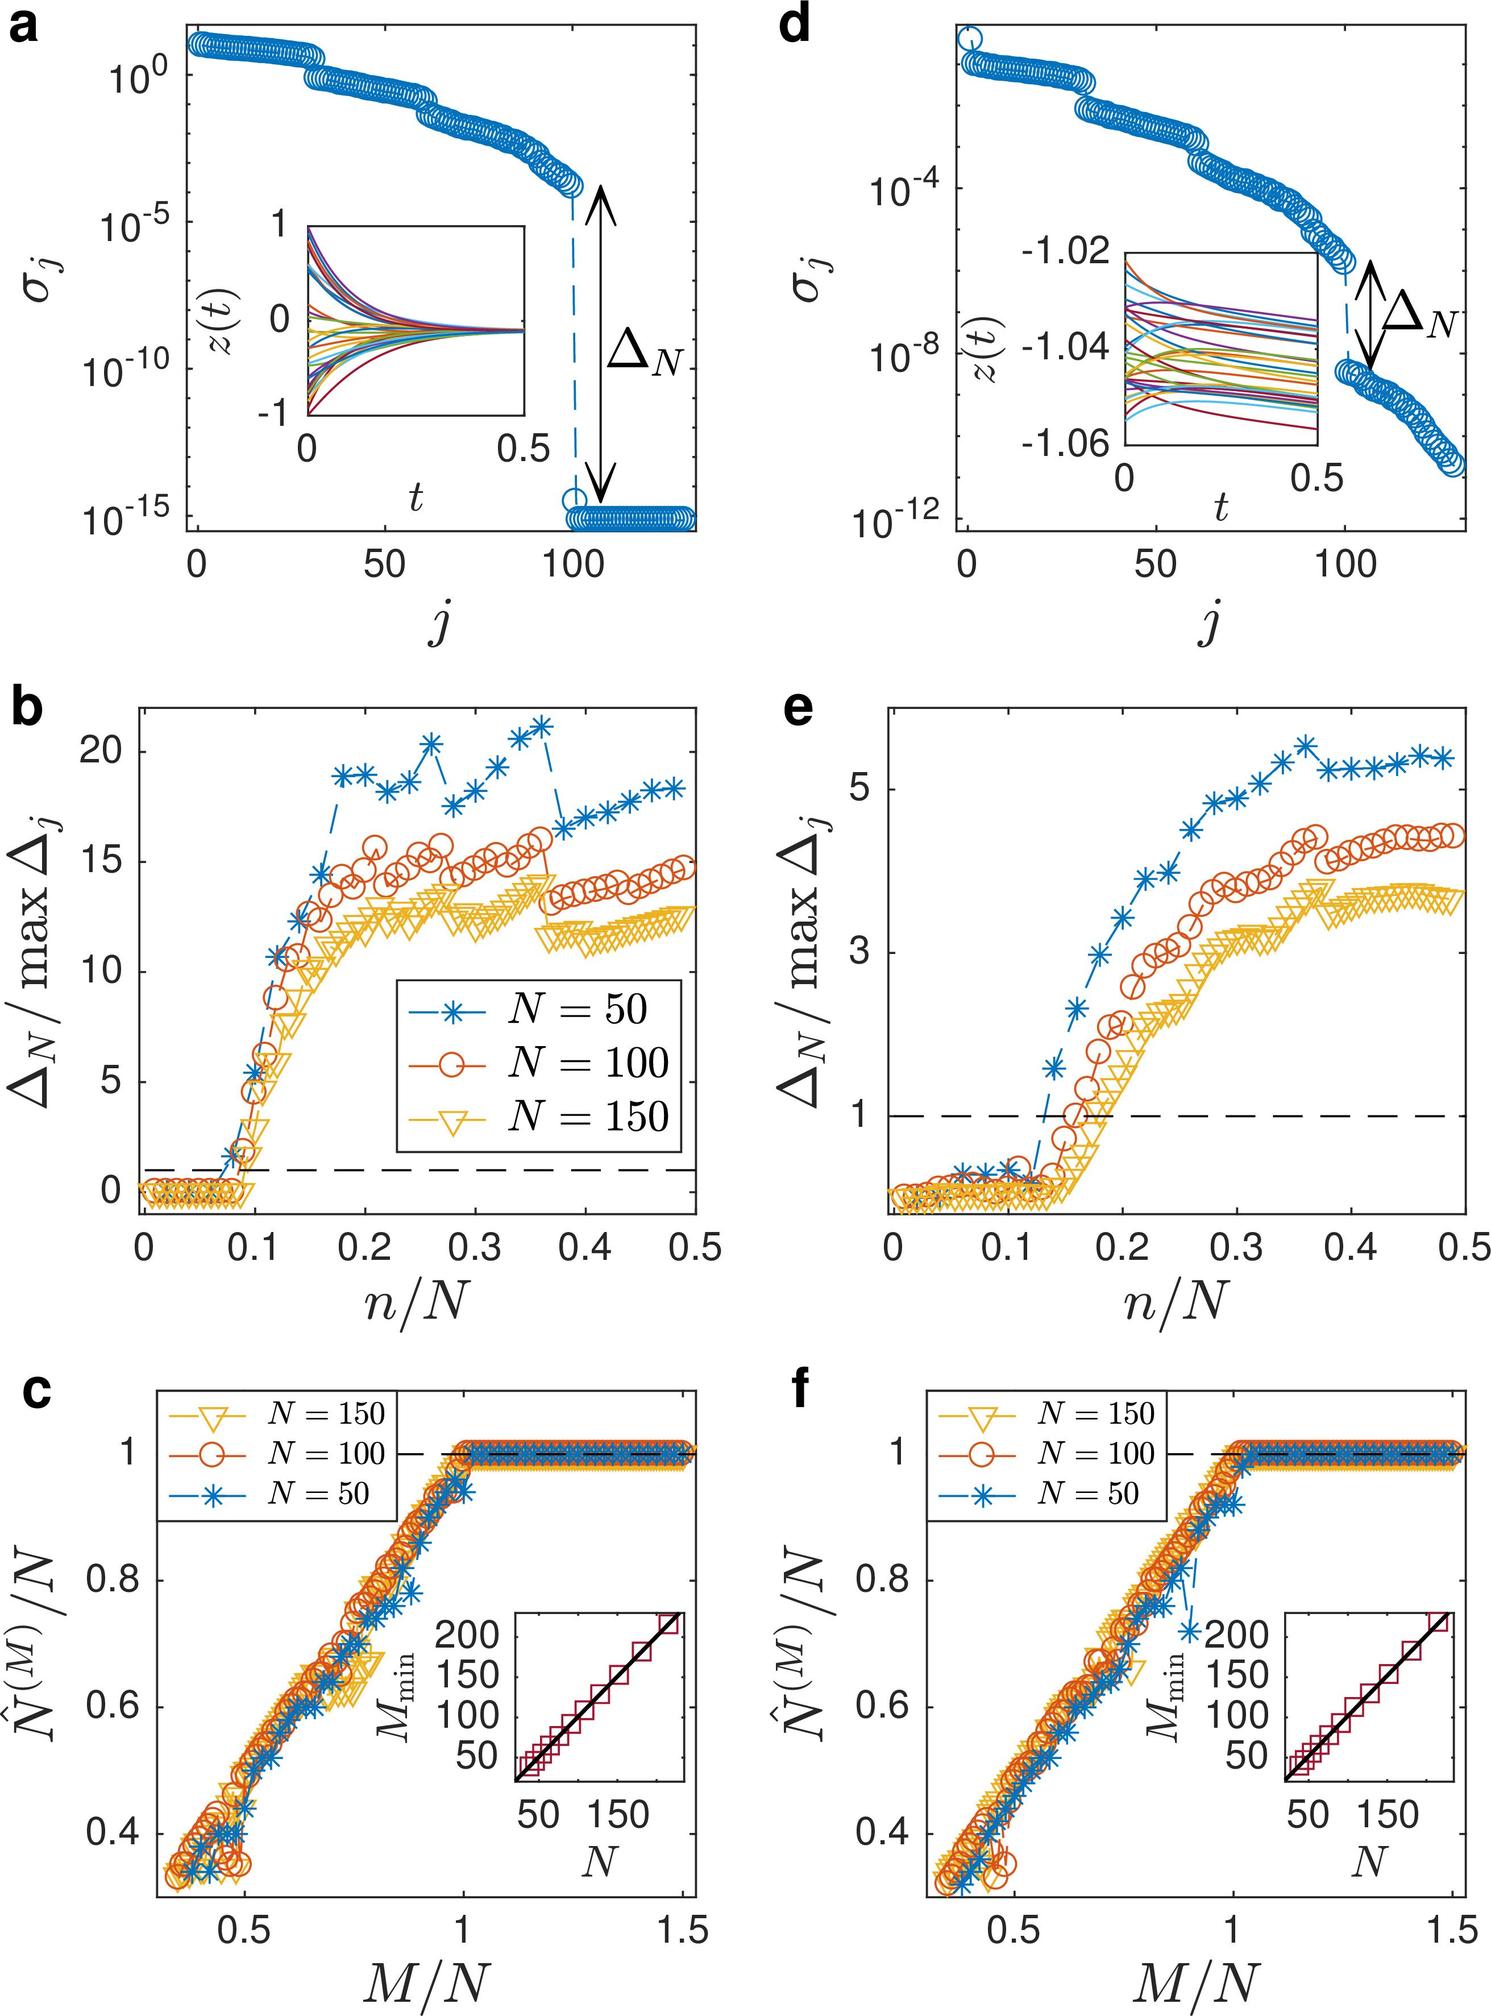 a
10^0
10^-5
10^-10
10^-15
σ_j
0 50 100
j
1
0
-1
z(t)
0 0.5
t
Δ_N
d
10^-4
10^-8
10^-12
σ_j
0 50 100
j
-1.02
-1.04
-1.06
z(t)
0 0.5
t
Δ_N
b
20
15
10
5
0
Δ_N / max Δ_j
N = 50
N = 100
N = 150
0 0.1 0.2 0.3 0.4 0.5
n/N
e
5
3
1
Δ_N / max Δ_j
0 0.1 0.2 0.3 0.4 0.5
n/N
c
N = 150
N = 100
N = 50
1
0.8
0.6
0.4
N̂^(M)/N
200
150
100
50
M_min
50 150
N
0.5 1 1.5
M/N
f
N = 150
N = 100
N = 50
1
0.8
0.6
0.4
N̂^(M)/N
200
150
100
50
M_min
50 150
N
0.5 1 1.5
M/N